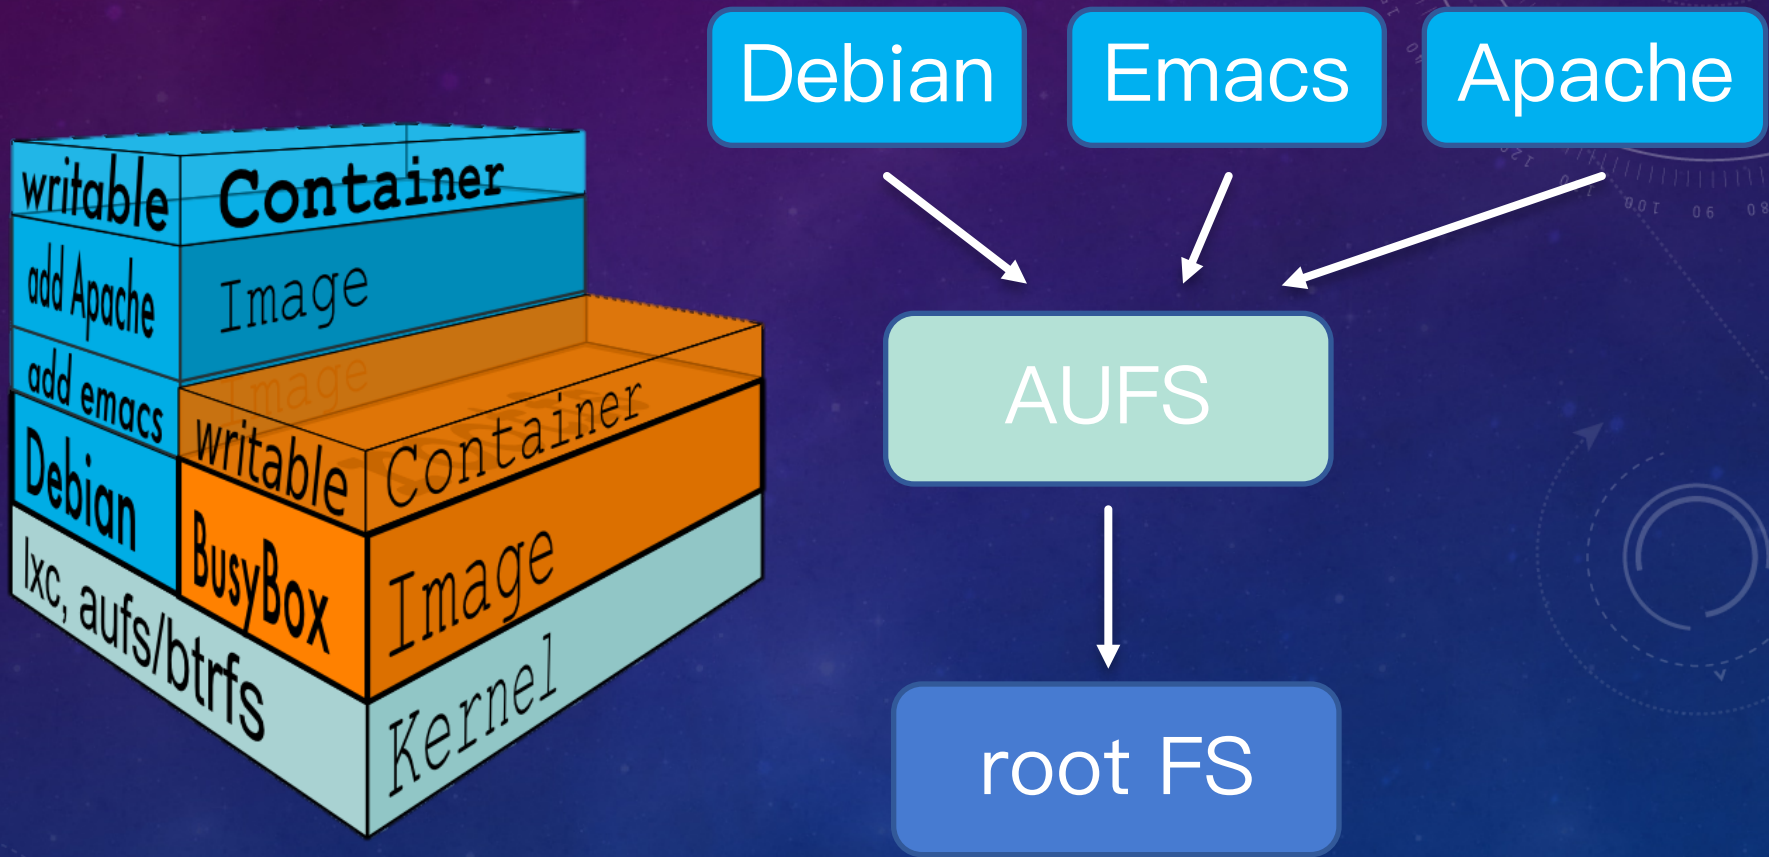 Debian
Emacs
Apache
writable
Container
add Apache
Image
add emacs
Image
Debian
writable
Container
BusyBox
Image
lxc, aufs/btrfs
Kernel
AUFS
root FS